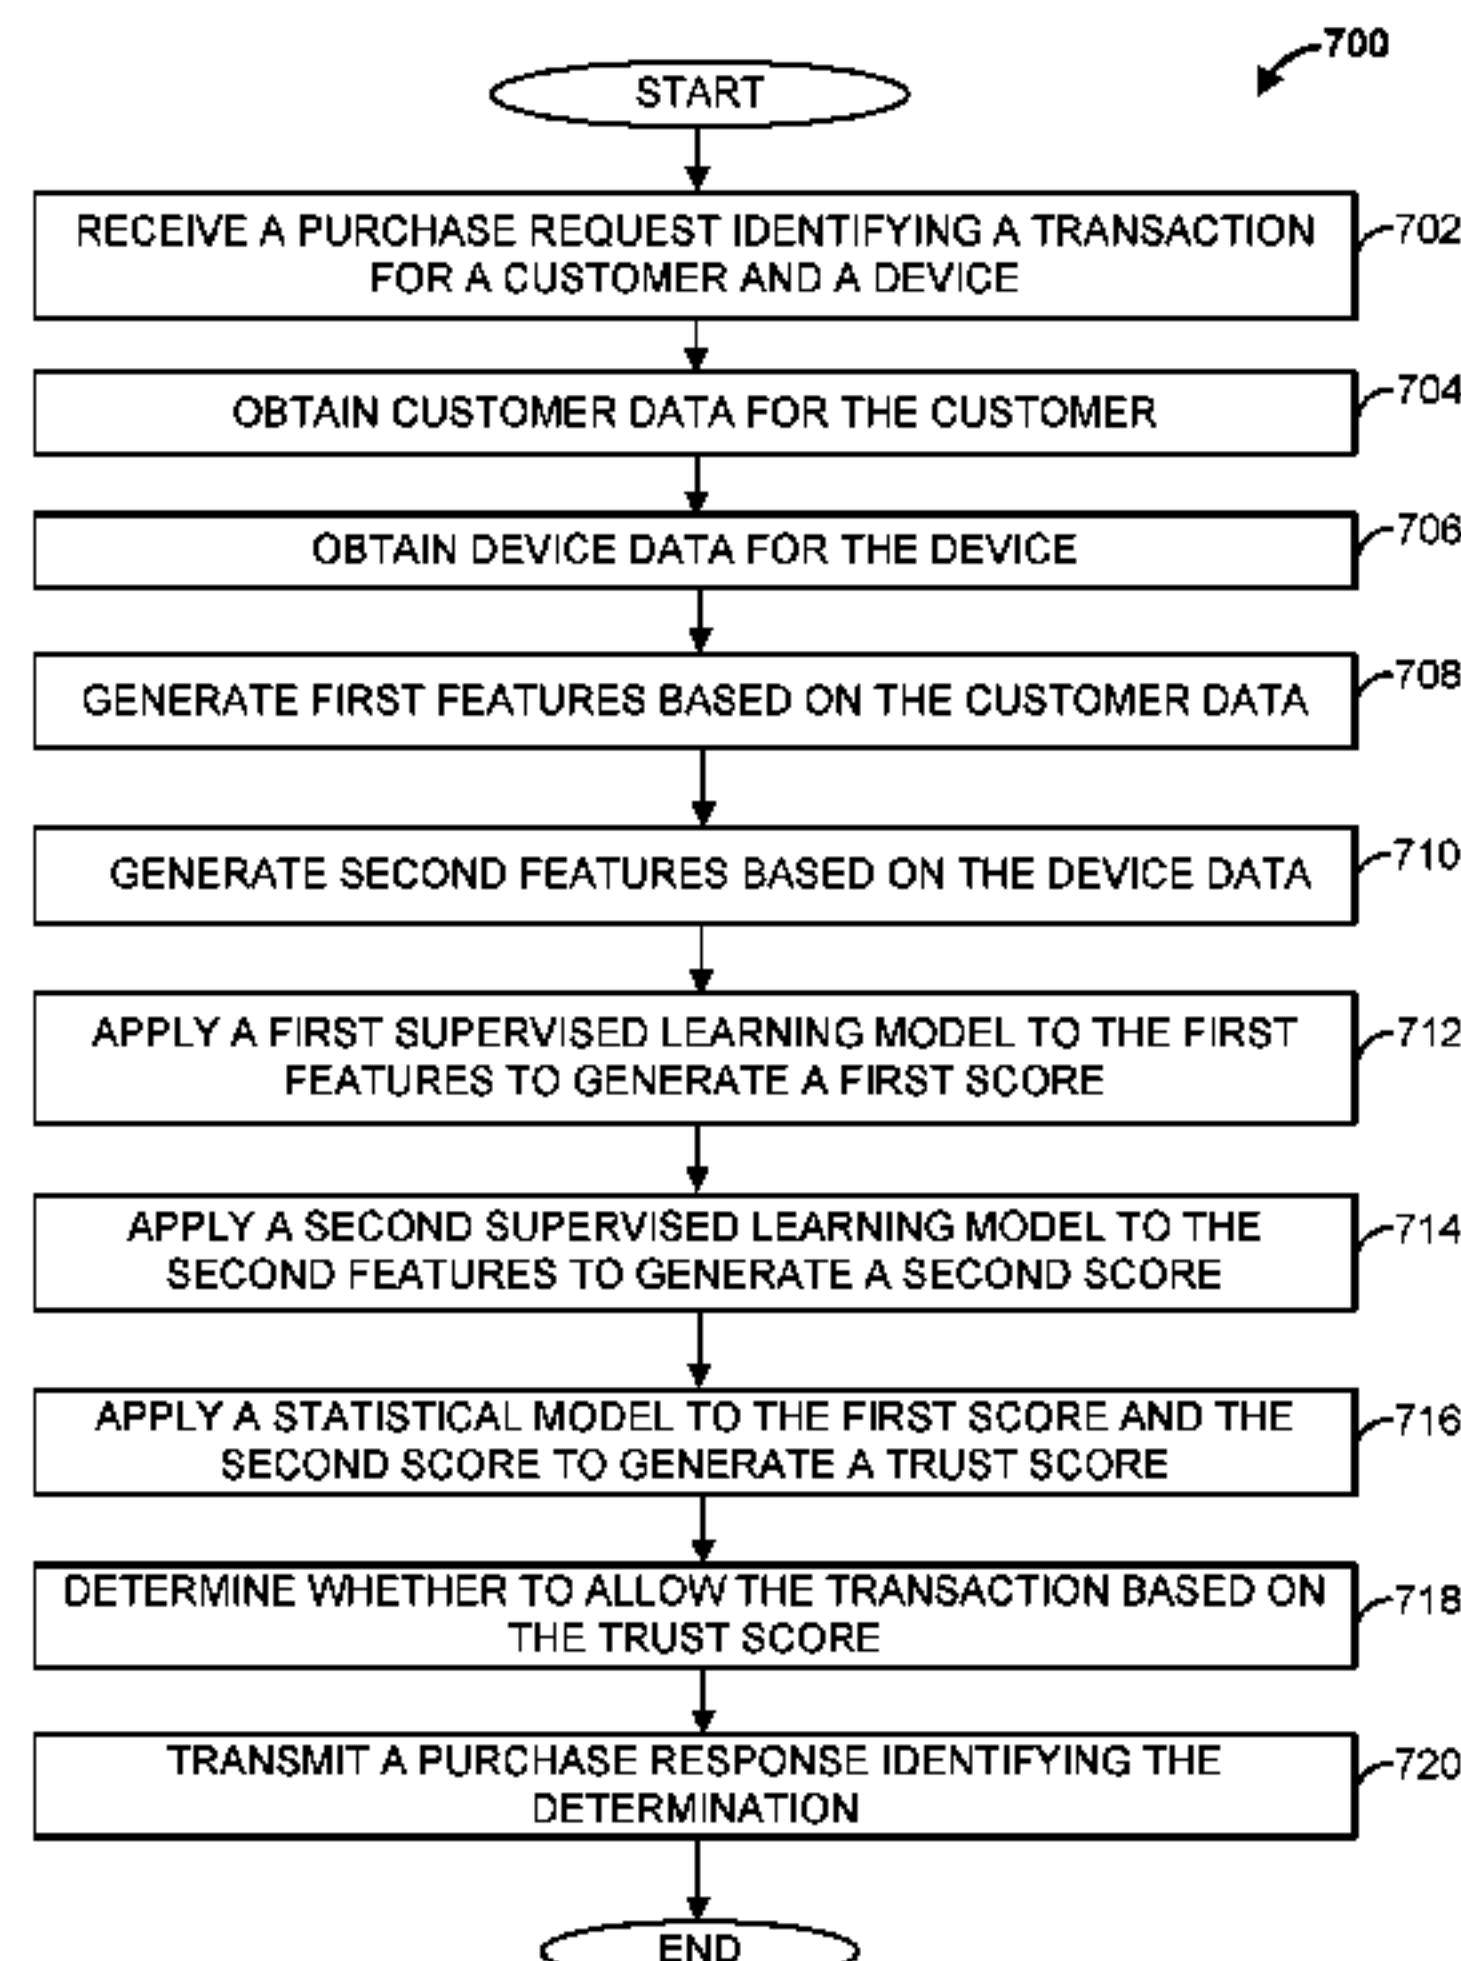 700
START
RECEIVE A PURCHASE REQUEST IDENTIFYING A TRANSACTION
FOR A CUSTOMER AND A DEVICE
702
OBTAIN CUSTOMER DATA FOR THE CUSTOMER
704
OBTAIN DEVICE DATA FOR THE DEVICE
706
GENERATE FIRST FEATURES BASED ON THE CUSTOMER DATA
708
GENERATE SECOND FEATURES BASED ON THE DEVICE DATA
710
APPLY A FIRST SUPERVISED LEARNING MODEL TO THE FIRST
FEATURES TO GENERATE A FIRST SCORE
712
APPLY A SECOND SUPERVISED LEARNING MODEL TO THE
SECOND FEATURES TO GENERATE A SECOND SCORE
714
APPLY A STATISTICAL MODEL TO THE FIRST SCORE AND THE
SECOND SCORE TO GENERATE A TRUST SCORE
716
DETERMINE WHETHER TO ALLOW THE TRANSACTION BASED ON
THE TRUST SCORE
718
TRANSMIT A PURCHASE RESPONSE IDENTIFYING THE
DETERMINATION
720
END